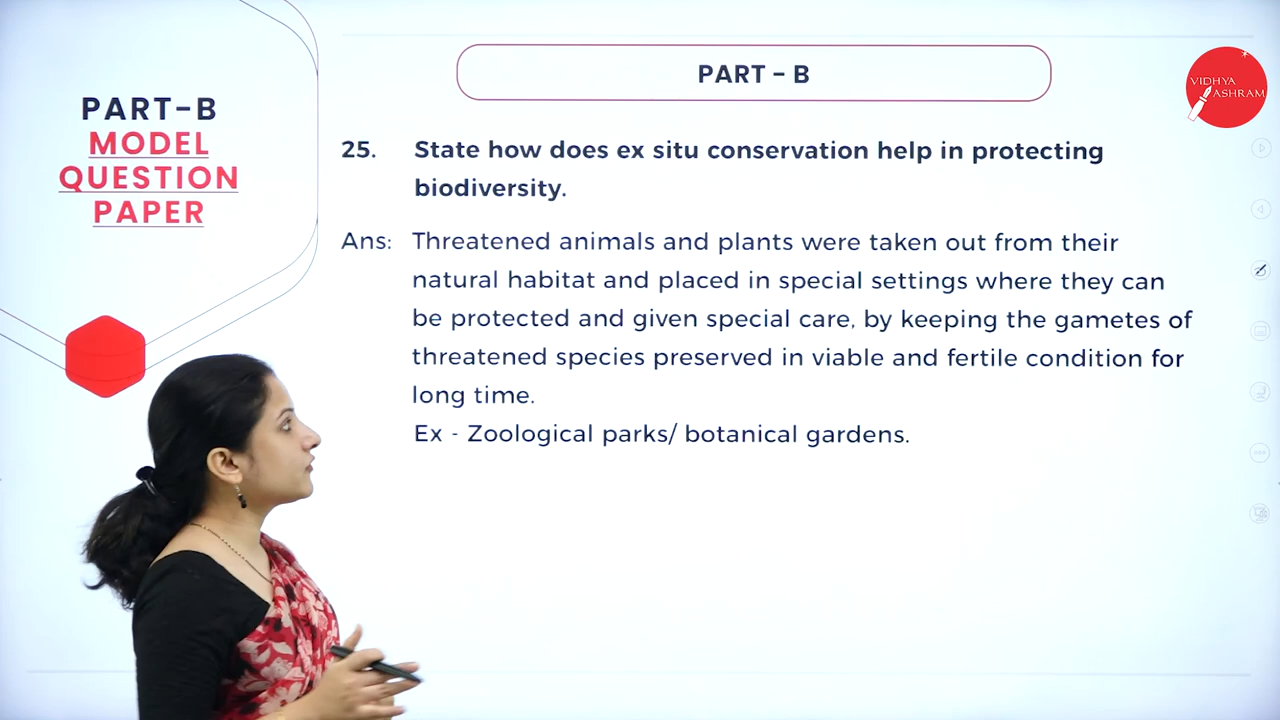 PART-B
MODEL
QUESTION
PAPER
PART – B
VIDHYA
ASHRAM
25. State how does ex situ conservation help in protecting
biodiversity.
Ans: Threatened animals and plants were taken out from their
natural habitat and placed in special settings where they can
be protected and given special care, by keeping the gametes of
threatened species preserved in viable and fertile condition for
long time.
Ex - Zoological parks/ botanical gardens.